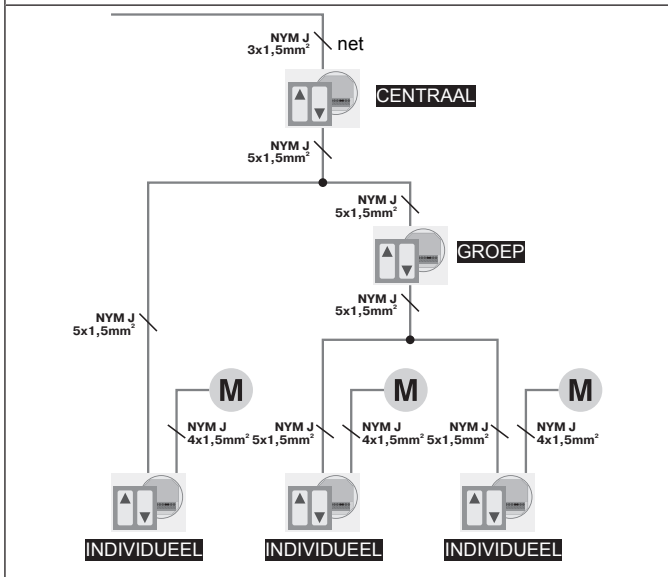 NYM J
3x1,5mm² net
CENTRAAL
NYM J
5x1,5mm²
NYM J
5x1,5mm²
GROEP
NYM J
5x1,5mm²
NYM J
5x1,5mm²
M
M
M
NYM J
4x1,5mm²
NYM J
5x1,5mm²
NYM J
4x1,5mm²
NYM J
5x1,5mm²
NYM J
4x1,5mm²
INDIVIDUEEL
INDIVIDUEEL
INDIVIDUEEL